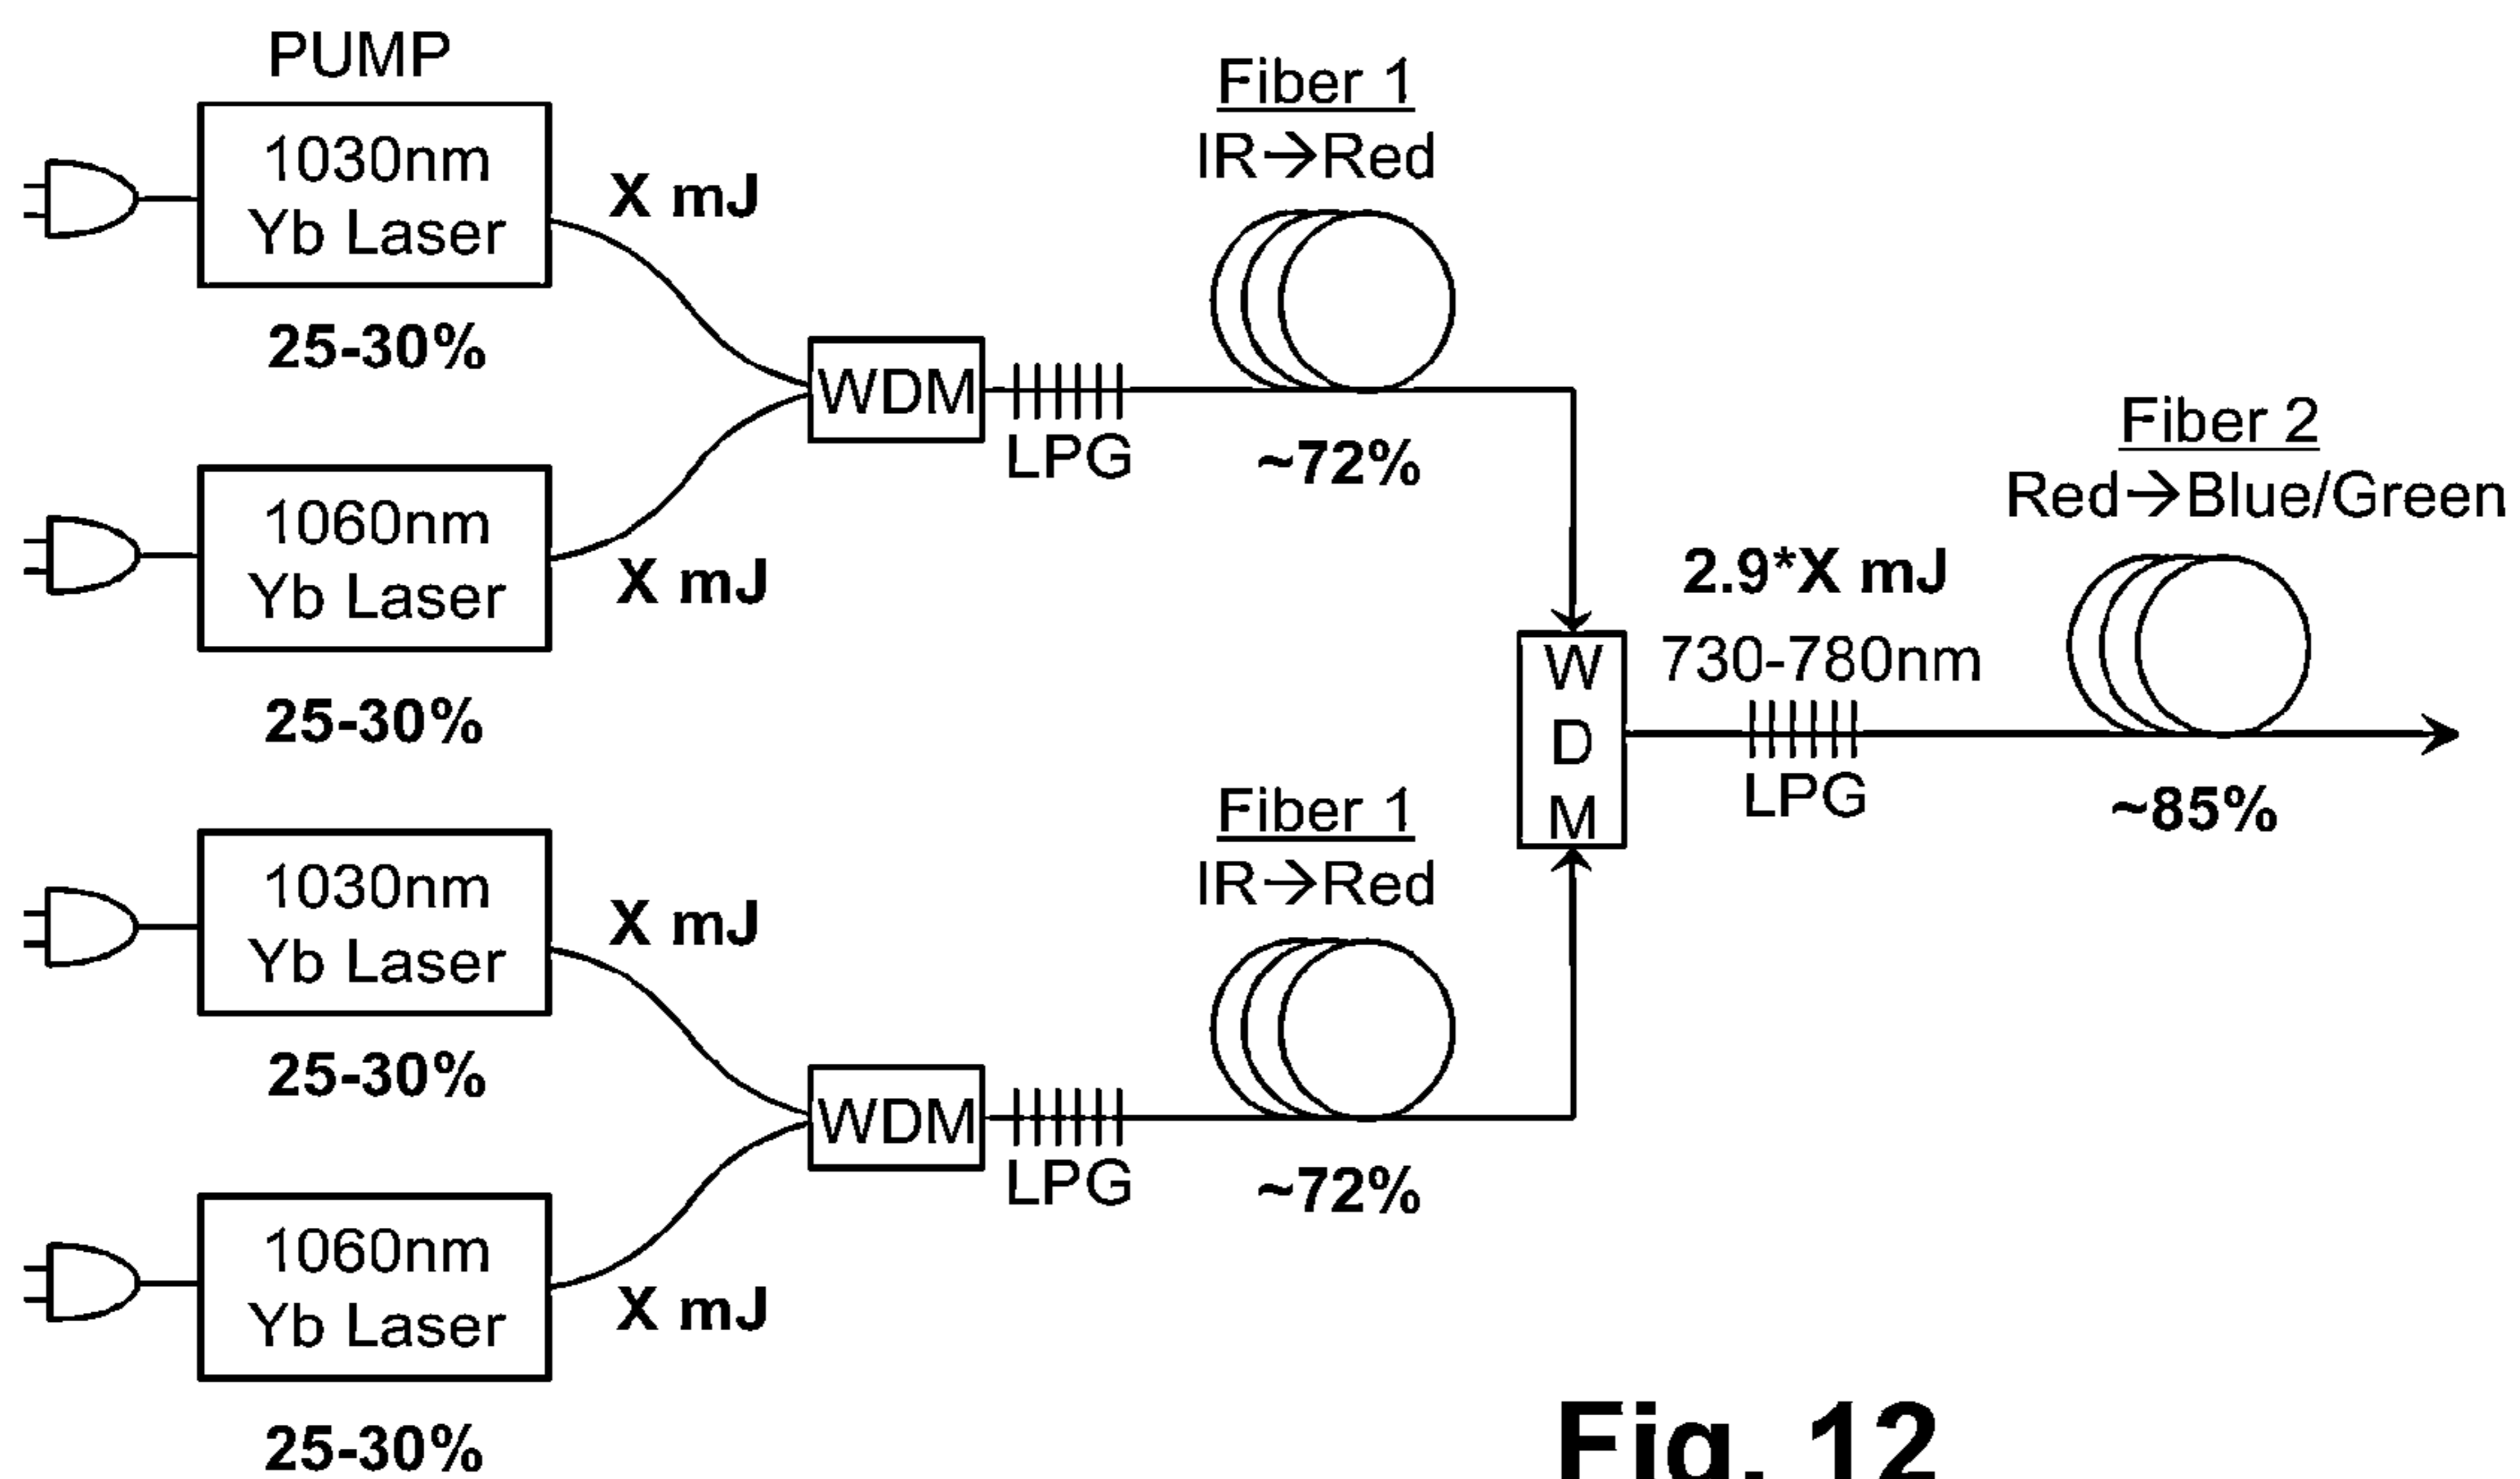 PUMP
1030nm
Yb Laser
25-30%
X mJ
1060nm
Yb Laser
25-30%
X mJ
WDM
LPG
Fiber 1
IR→Red
~72%
1030nm
Yb Laser
25-30%
X mJ
1060nm
Yb Laser
25-30%
X mJ
WDM
LPG
Fiber 1
IR→Red
~72%
W
D
M
2.9*X mJ
730-780nm
LPG
Fiber 2
Red→Blue/Green
~85%
Fig. 12